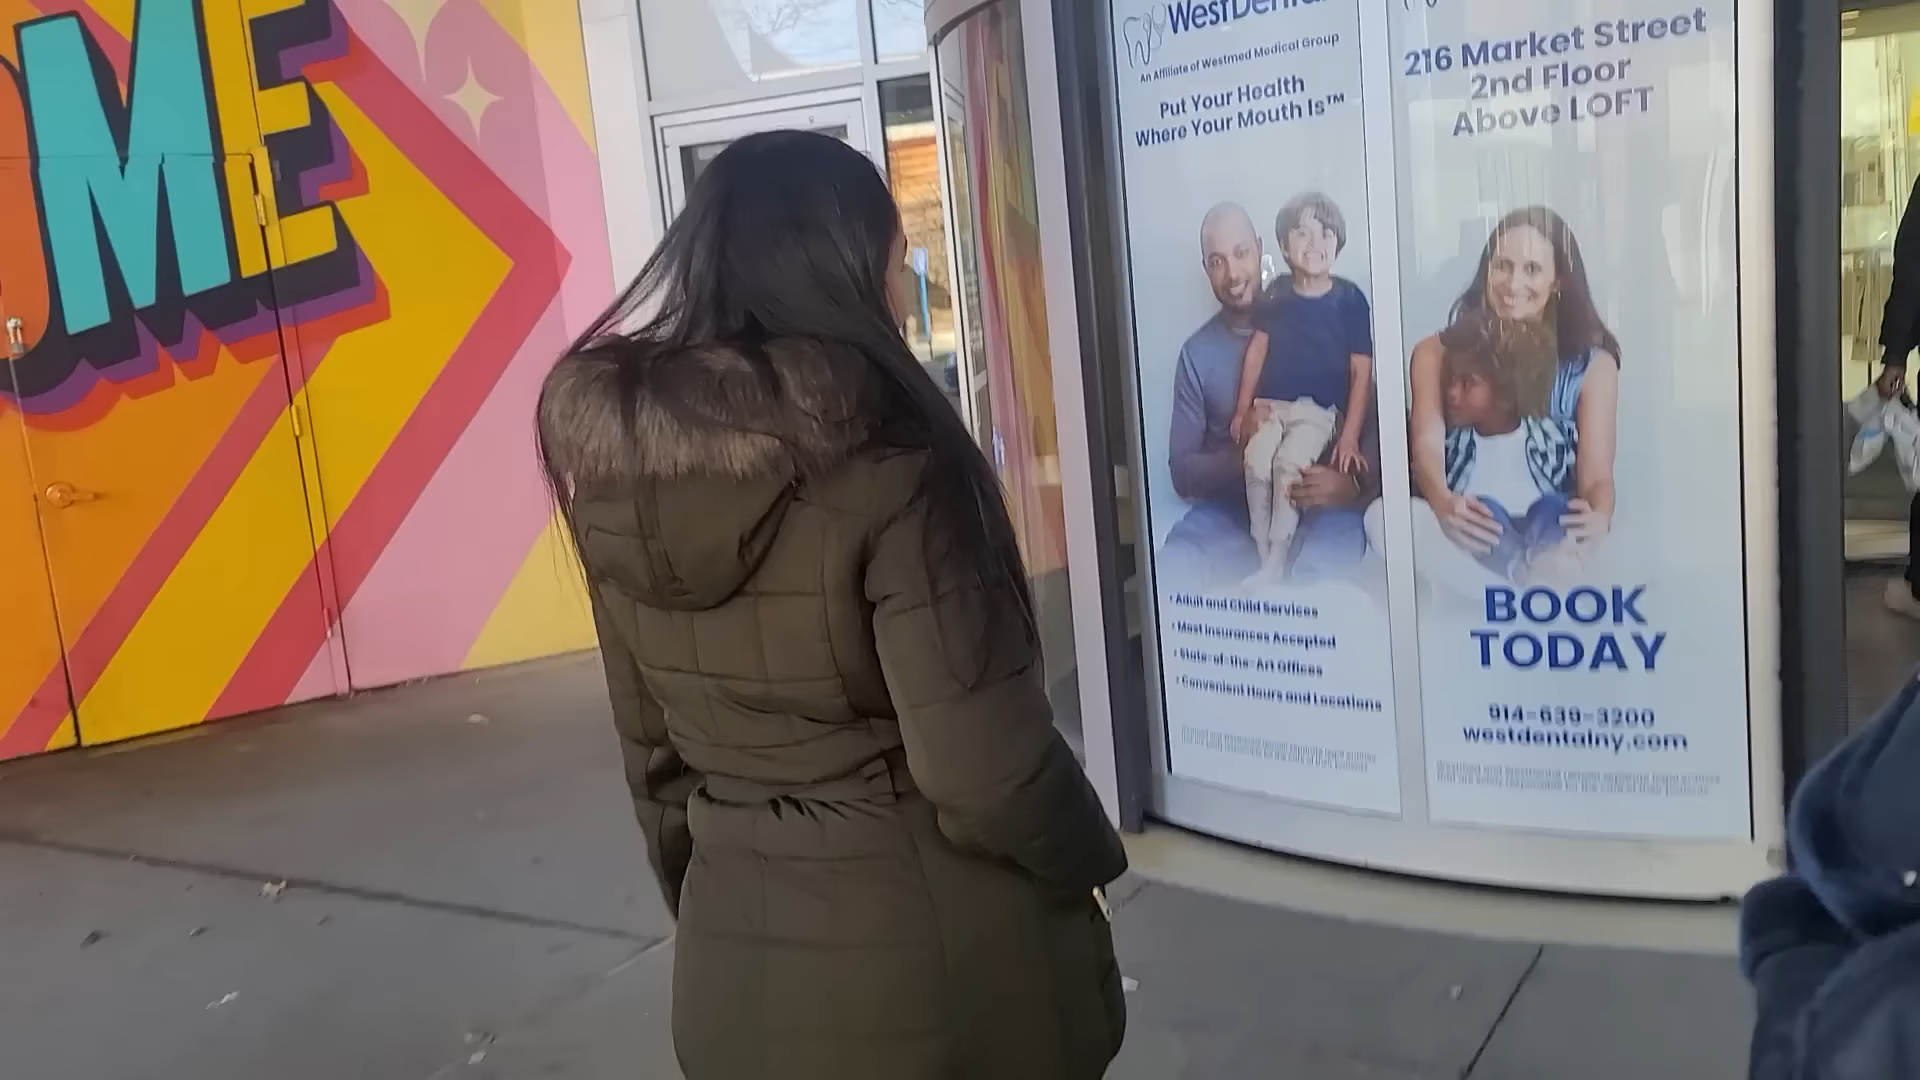 OME
WestDental
An Affiliate of Westmed Medical Group
Put Your Health
Where Your Mouth Is™
• Adult and Child Services
• Most Insurances Accepted
• State-of-the-Art Offices
• Convenient Hours and Locations
216 Market Street
2nd Floor
Above LOFT
BOOK
TODAY
914-639-3200
westdentalny.com